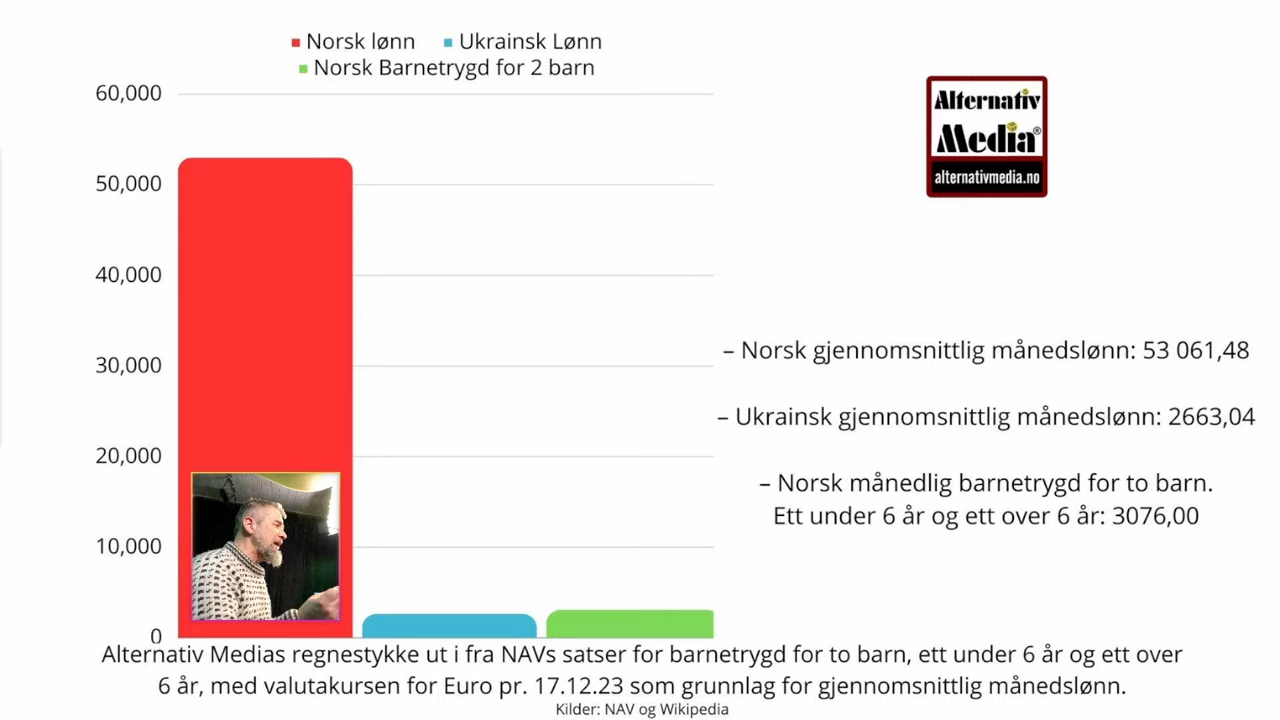 Norsk lønn Ukrainsk Lønn
Norsk Barnetrygd for 2 barn
60,000
50,000
40,000
30,000
20,000
10,000
0
Alternativ
Media®
alternativmedia.no
– Norsk gjennomsnittlig månedslønn: 53 061,48
– Ukrainsk gjennomsnittlig månedslønn: 2663,04
– Norsk månedlig barnetrygd for to barn.
Ett under 6 år og ett over 6 år: 3076,00
Alternativ Medias regnestykke ut i fra NAVs satser for barnetrygd for to barn, ett under 6 år og ett over
6 år, med valutakursen for Euro pr. 17.12.23 som grunnlag for gjennomsnittlig månedslønn.
Kilder: NAV og Wikipedia